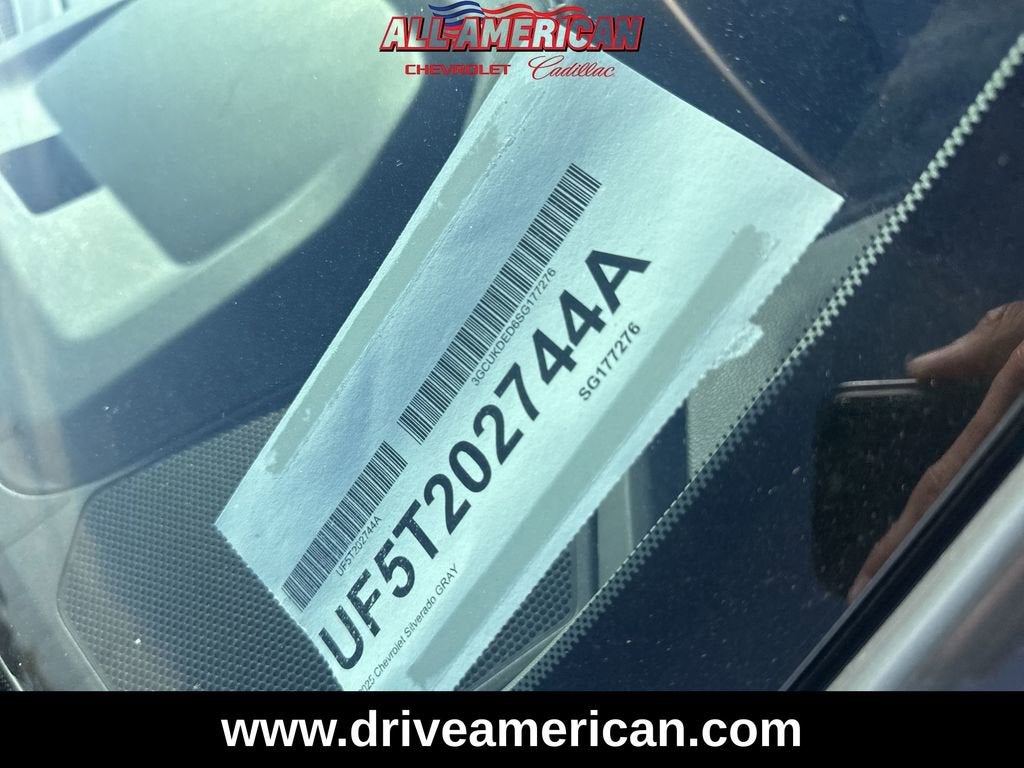 ALL AMERICAN
CHEVROLET Cadillac
3GCUKDED6SG177276
UF5T202744A
UF5T202744A
SG177276
2025 Chevrolet Silverado GRAY
www.driveamerican.com